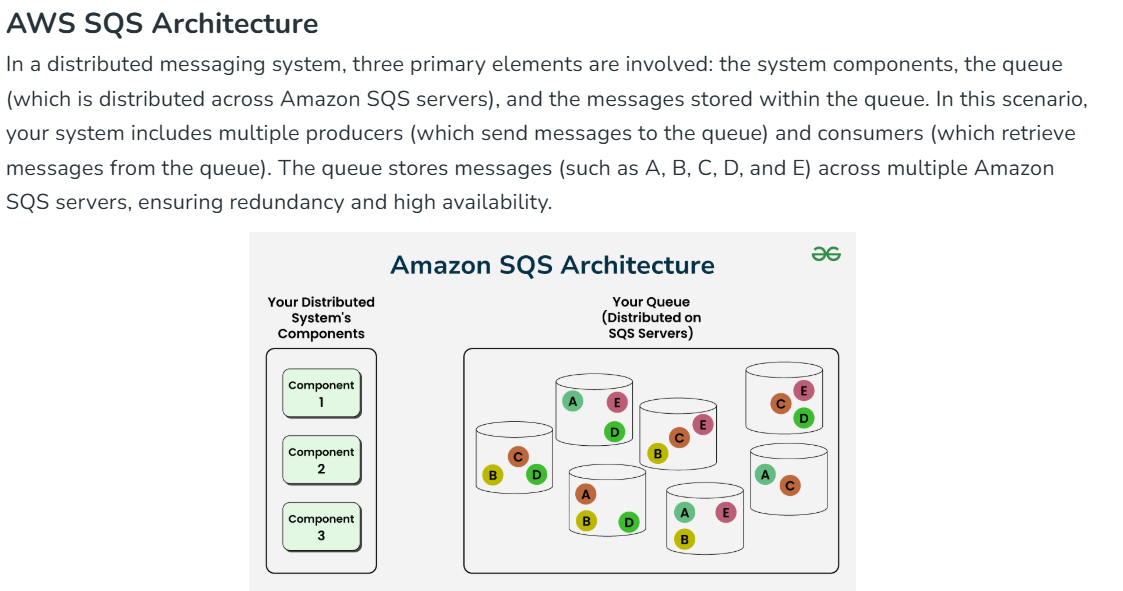 AWS SQS Architecture
In a distributed messaging system, three primary elements are involved: the system components, the queue
(which is distributed across Amazon SQS servers), and the messages stored within the queue. In this scenario,
your system includes multiple producers (which send messages to the queue) and consumers (which retrieve
messages from the queue). The queue stores messages (such as A, B, C, D, and E) across multiple Amazon
SQS servers, ensuring redundancy and high availability.
Amazon SQS Architecture
Your Distributed
System's
Components
Component
1
Component
2
Component
3
Your Queue
(Distributed on
SQS Servers)
C
B D
A E
D
E
C
B
A
B D
A E
B
E
C
D
A
C